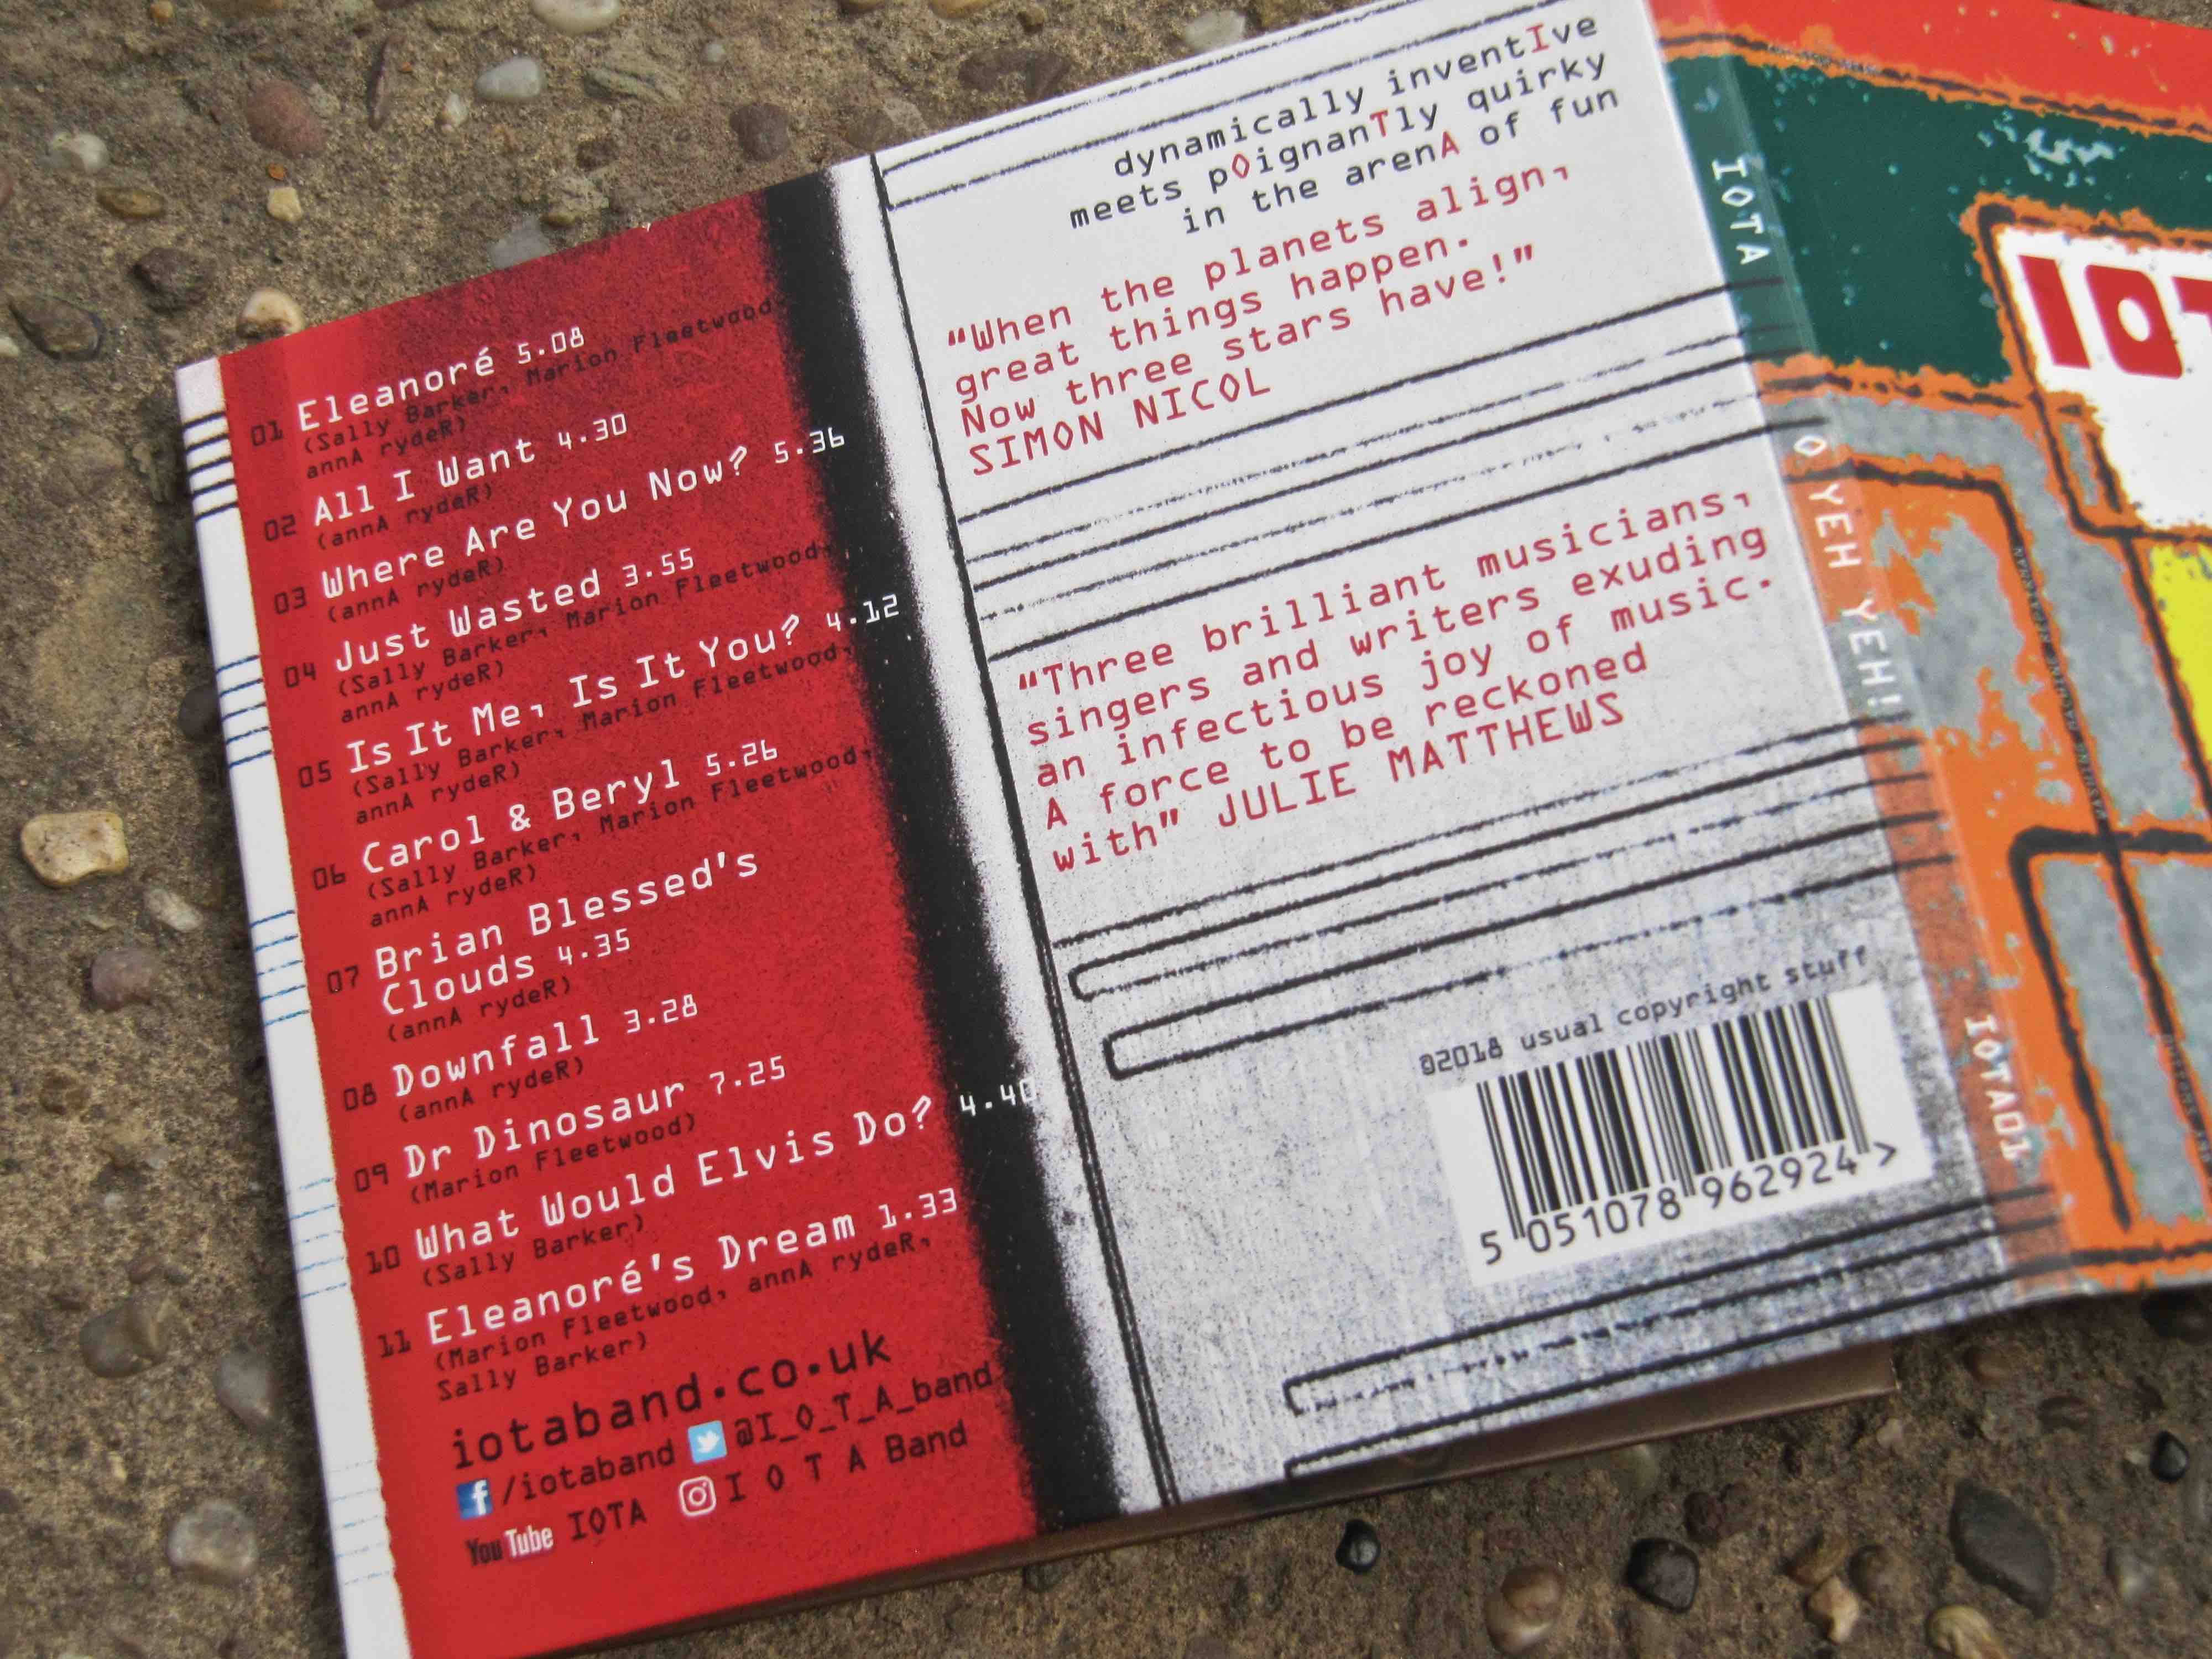 01 Eleanoré 5.08
(Sally Barker, Marion Fleetwood,
annA rydeR)
02 All I Want 4.30
(annA rydeR)
03 Where Are You Now? 5.36
(annA rydeR)
04 Just Wasted 3.55
(Sally Barker, Marion Fleetwood,
annA rydeR)
05 Is It Me, Is It You? 4.12
(Sally Barker, Marion Fleetwood,
annA rydeR)
06 Carol & Beryl 5.26
(Sally Barker, Marion Fleetwood,
annA rydeR)
07 Brian Blessed's
Clouds 4.35
(annA rydeR)
08 Downfall 3.28
(annA rydeR)
09 Dr Dinosaur 7.25
(Marion Fleetwood)
10 What Would Elvis Do? 4.40
(Sally Barker)
11 Eleanoré's Dream 1.33
(Marion Fleetwood, annA rydeR,
Sally Barker)
iotaband.co.uk
f /iotaband @I_O_T_A_band
YouTube IOTA I O T A Band
dynamically inventIve
meets pOignanTly quirky
in the arenA of fun
"When the planets align,
great things happen.
Now three stars have!"
SIMON NICOL
"Three brilliant musicians,
singers and writers exuding
an infectious joy of music.
A force to be reckoned
with" JULIE MATTHEWS
@2018 usual copyright stuff
5 051078 962924 >
IOTA
O YEH YEH!
IOTA01
IOT